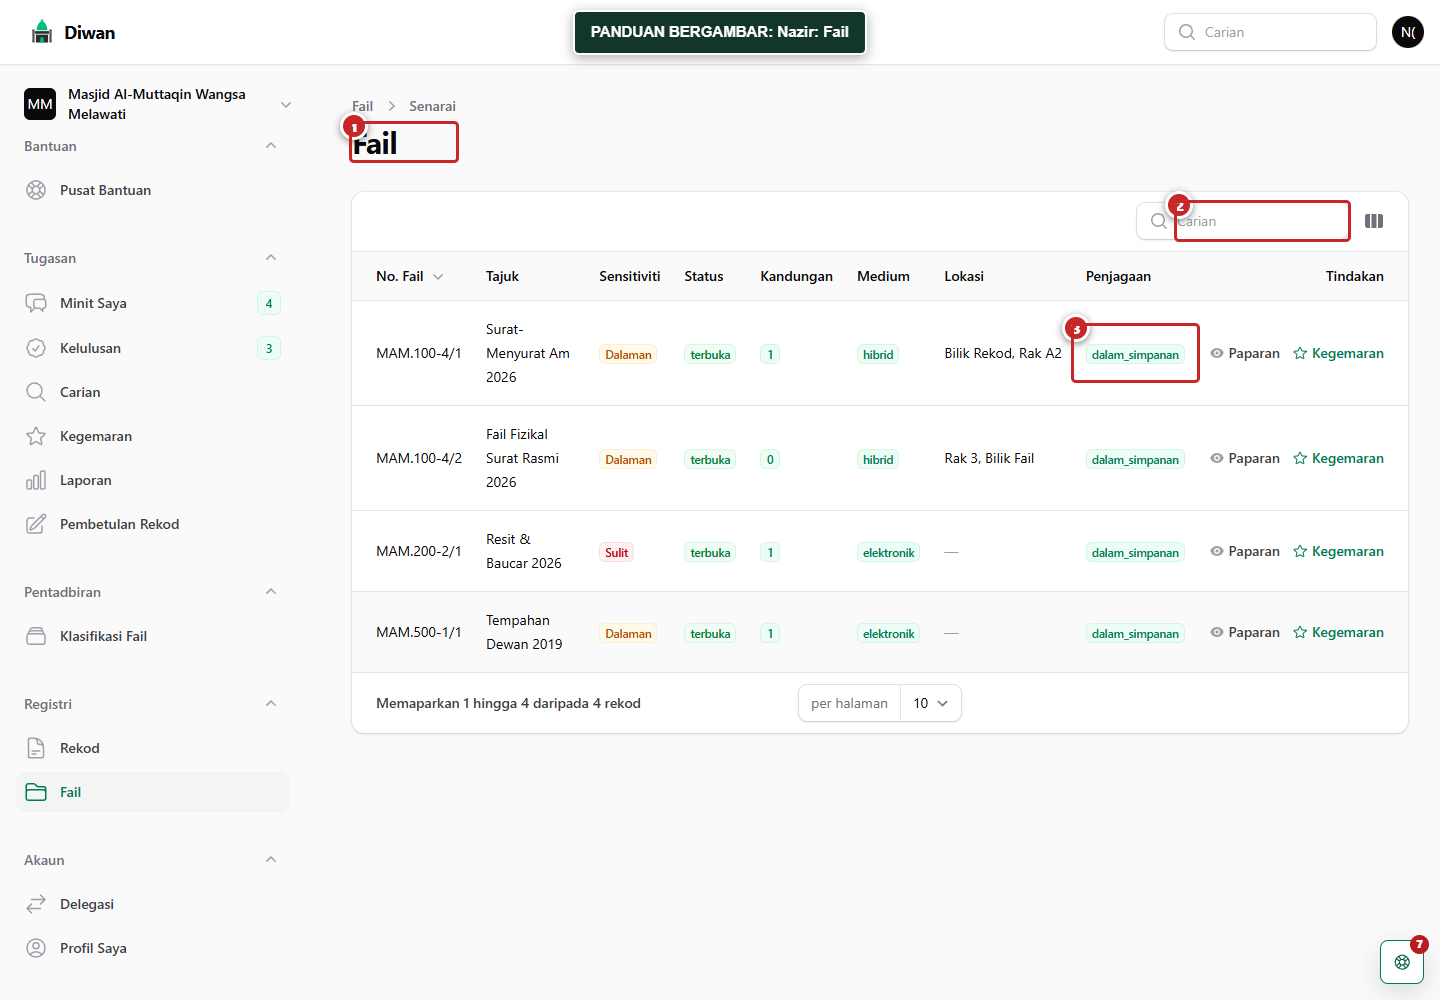 Diwan
PANDUAN BERGAMBAR: Nazir: Fail
Carian
N(
MM
Masjid Al-Muttaqin Wangsa
Melawati
Bantuan
Pusat Bantuan
Tugasan
Minit Saya
4
Kelulusan
3
Carian
Kegemaran
Laporan
Pembetulan Rekod
Pentadbiran
Klasifikasi Fail
Registri
Rekod
Fail
Akaun
Delegasi
Profil Saya
Fail
Senarai
1
Fail
2
Carian
No. Fail
Tajuk
Sensitiviti
Status
Kandungan
Medium
Lokasi
Penjagaan
Tindakan
3
MAM.100-4/1
Surat-
Menyurat Am
2026
Dalaman
terbuka
1
hibrid
Bilik Rekod, Rak A2
dalam_simpanan
Paparan
Kegemaran
MAM.100-4/2
Fail Fizikal
Surat Rasmi
2026
Dalaman
terbuka
0
hibrid
Rak 3, Bilik Fail
dalam_simpanan
Paparan
Kegemaran
MAM.200-2/1
Resit &
Baucar 2026
Sulit
terbuka
1
elektronik
—
dalam_simpanan
Paparan
Kegemaran
MAM.500-1/1
Tempahan
Dewan 2019
Dalaman
terbuka
1
elektronik
—
dalam_simpanan
Paparan
Kegemaran
Memaparkan 1 hingga 4 daripada 4 rekod
per halaman
10
7